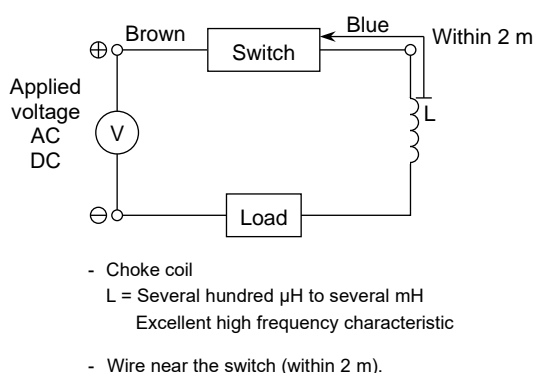 Brown
Blue
Within 2 m
Switch
Applied
voltage
AC
DC
V
L
Load
- Choke coil
L = Several hundred μH to several mH
Excellent high frequency characteristic
- Wire near the switch (within 2 m).